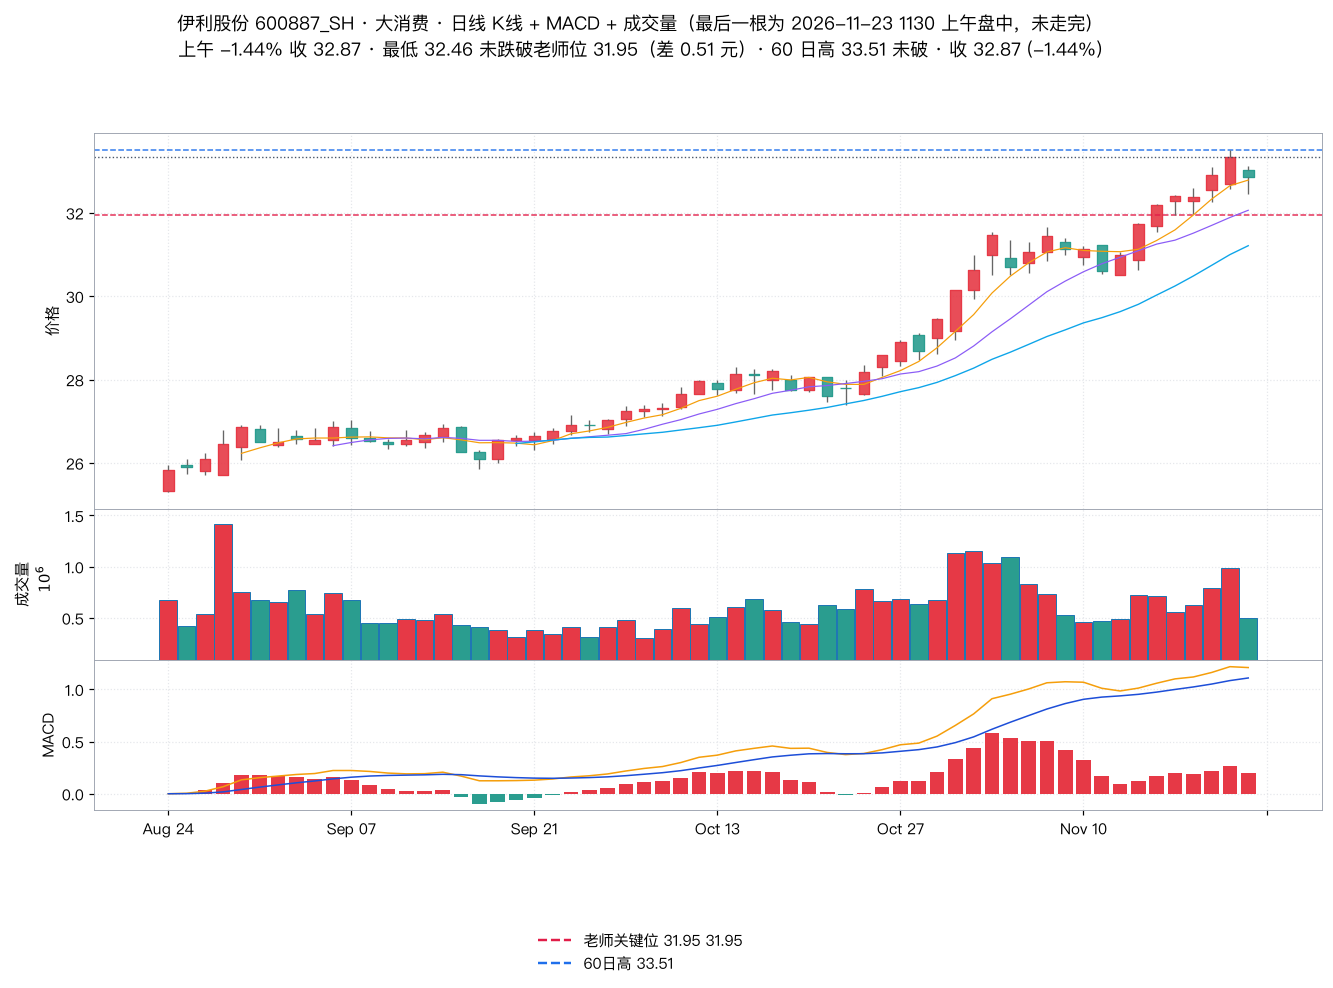 伊利股份 600887_SH · 大消费 · 日线 K线 + MACD + 成交量（最后一根为 2026−11−23 1130 上午盘中，未走完）
上午 −1.44% 收 32.87 · 最低 32.46 未跌破老师位 31.95（差 0.51 元）· 60 日高 33.51 未破 · 收 32.87 (−1.44%)
价格
32
30
28
26
成交量
10⁶
1.5
1.0
0.5
MACD
1.0
0.5
0.0
Aug 24
Sep 07
Sep 21
Oct 13
Oct 27
Nov 10
老师关键位 31.95 31.95
60日高 33.51